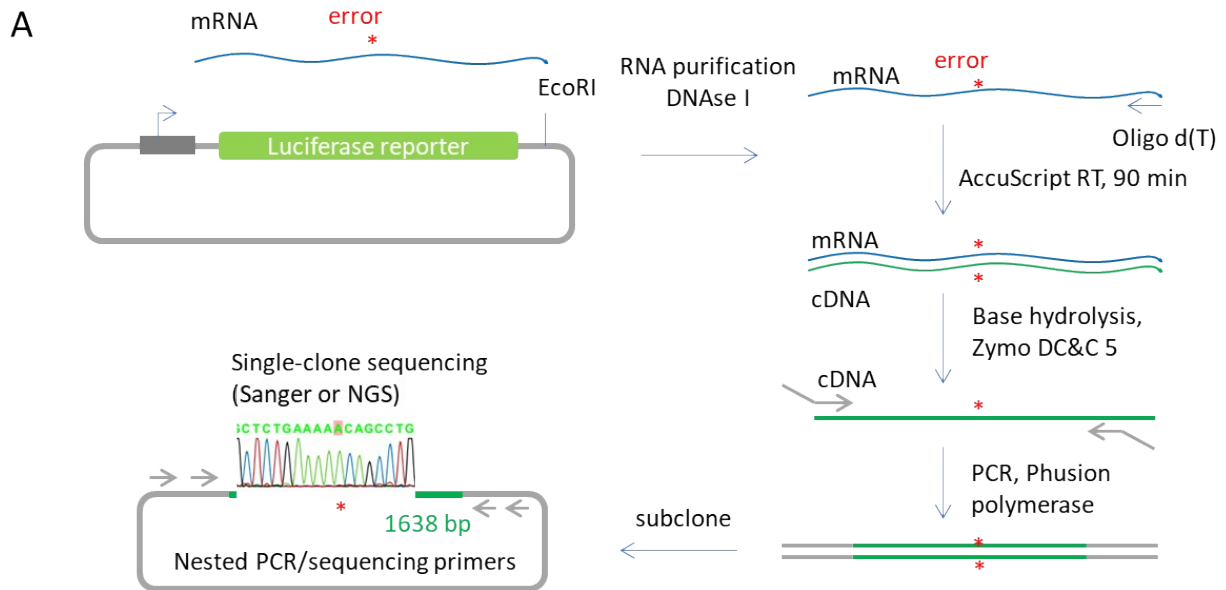 A
mRNA
error
*
EcoRI
Luciferase reporter
RNA purification
DNAse I
mRNA
error
*
Oligo d(T)
AccuScript RT, 90 min
mRNA
*
*
cDNA
Base hydrolysis,
Zymo DC&C 5
cDNA
*
PCR, Phusion
polymerase
*
*
subclone
Single-clone sequencing
(Sanger or NGS)
GCTCTGAAAAACAGCCTG
*
1638 bp
Nested PCR/sequencing primers